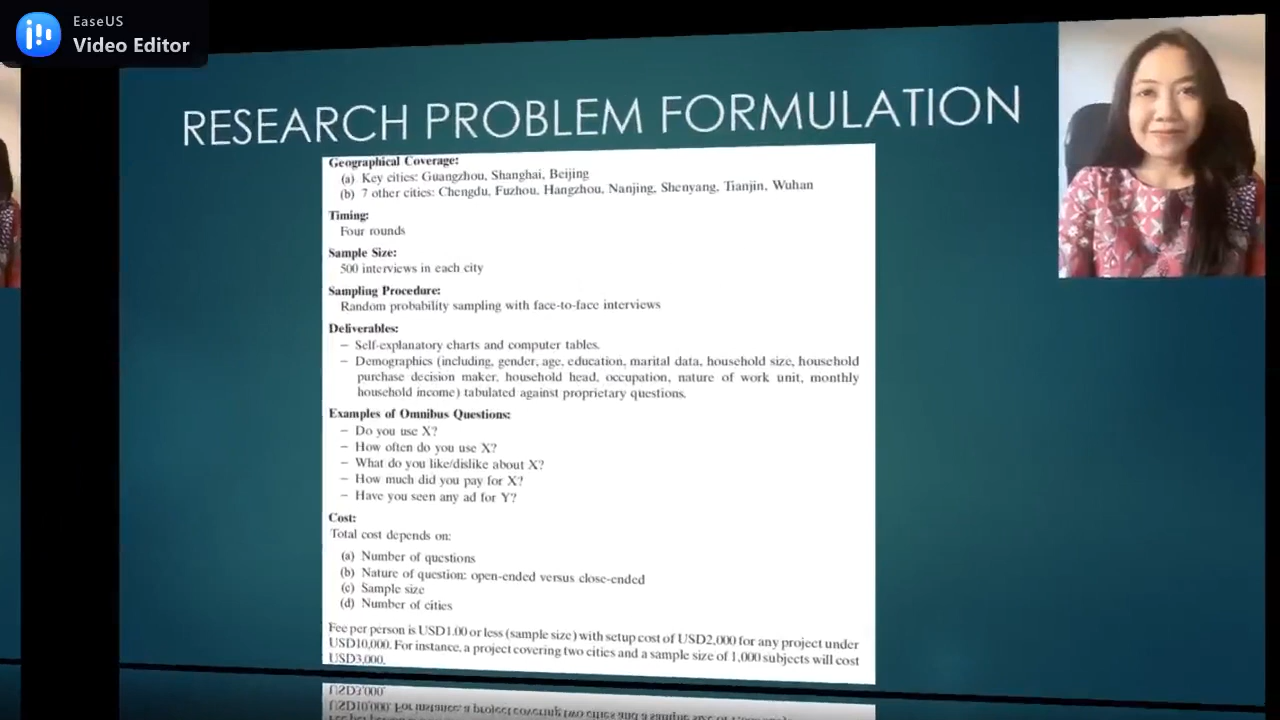 EaseUS
Video Editor
RESEARCH PROBLEM FORMULATION
Geographical Coverage:
(a) Key cities: Guangzhou, Shanghai, Beijing
(b) 7 other cities: Chengdu, Fuzhou, Hangzhou, Nanjing, Shenyang, Tianjin, Wuhan
Timing:
Four rounds
Sample Size:
500 interviews in each city
Sampling Procedure:
Random probability sampling with face-to-face interviews
Deliverables:
– Self-explanatory charts and computer tables.
– Demographics (including, gender, age, education, marital data, household size, household
purchase decision maker, household head, occupation, nature of work unit, monthly
household income) tabulated against proprietary questions.
Examples of Omnibus Questions:
– Do you use X?
– How often do you use X?
– What do you like/dislike about X?
– How much did you pay for X?
– Have you seen any ad for Y?
Cost:
Total cost depends on:
(a) Number of questions
(b) Nature of question: open-ended versus close-ended
(c) Sample size
(d) Number of cities
Fee per person is USD1.00 or less (sample size) with setup cost of USD2,000 for any project under
USD10,000. For instance, a project covering two cities and a sample size of 1,000 subjects will cost
USD3,000.